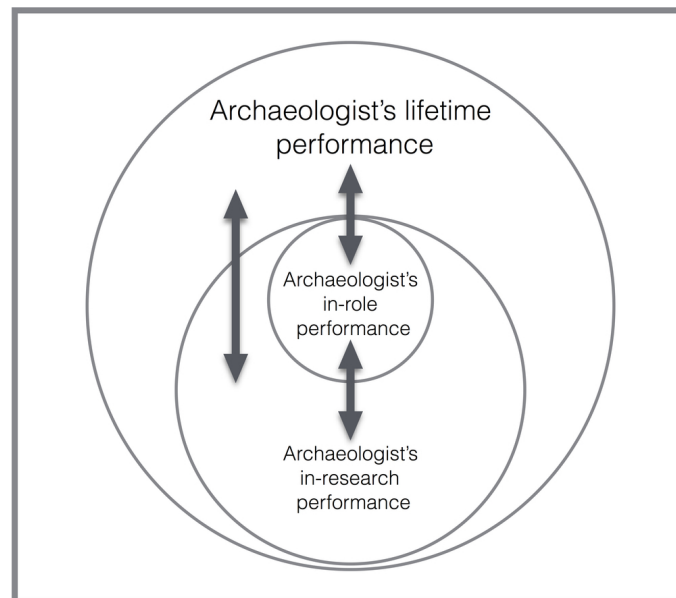 Archaeologist’s lifetime
performance
Archaeologist’s
in-role
performance
Archaeologist’s
in-research
performance